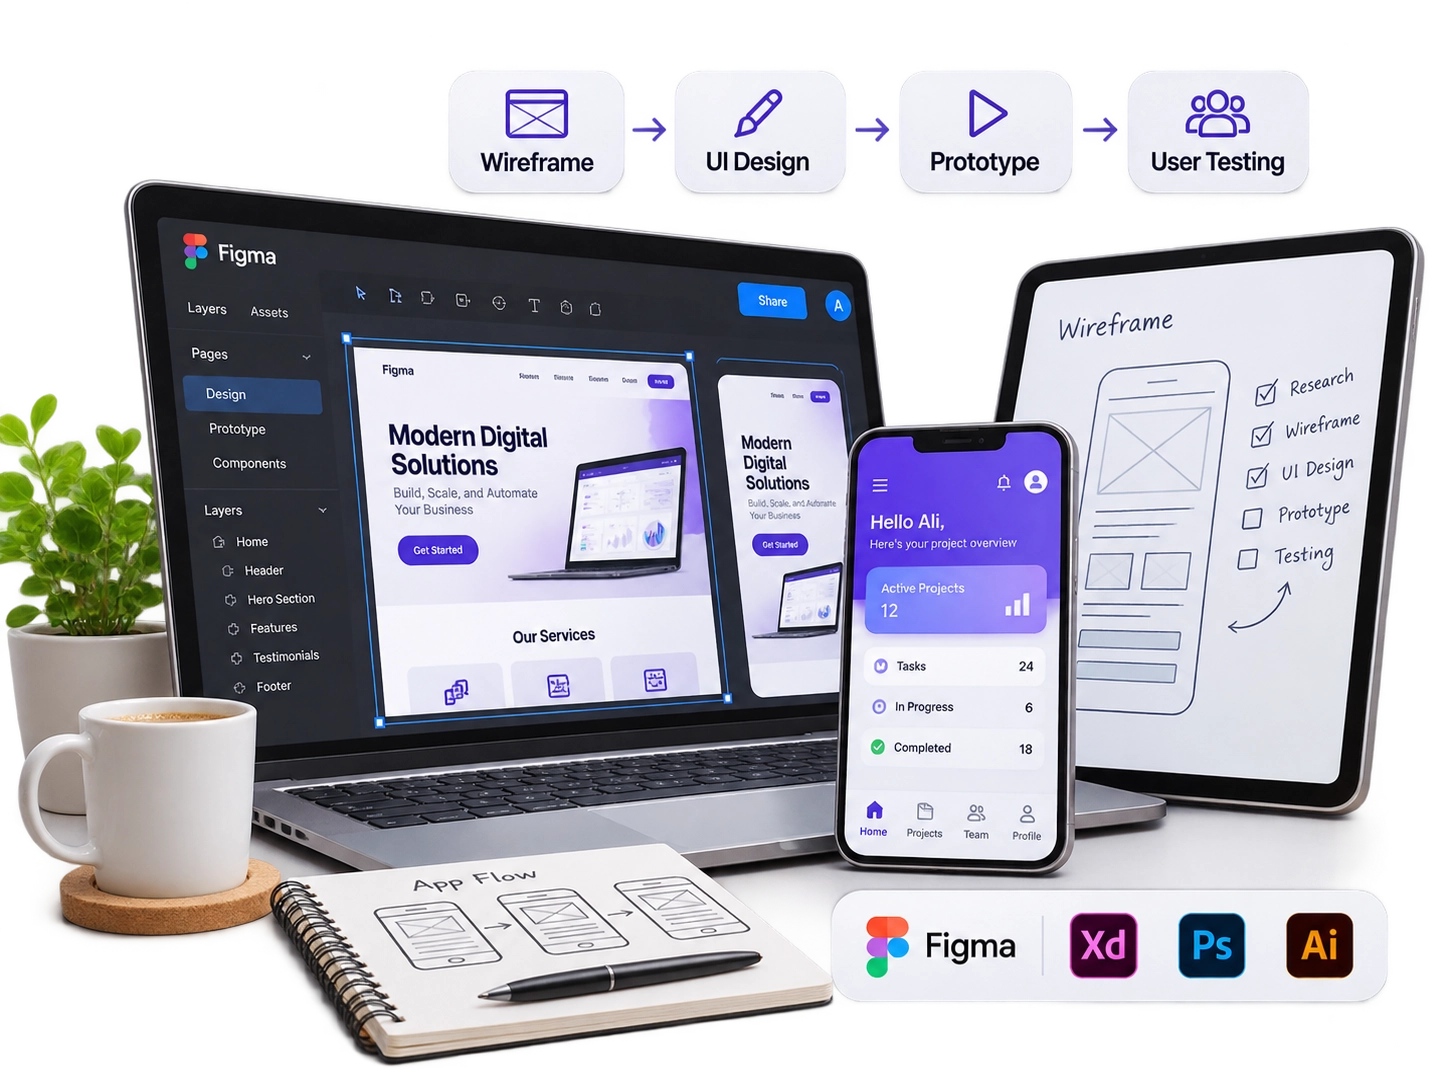 Wireframe
UI Design
Prototype
User Testing
Figma
Layers
Assets
Share
A
Pages
Design
Prototype
Components
Layers
Home
Header
Hero Section
Features
Testimonials
Footer
Figma
Modern Digital
Solutions
Build, Scale, and Automate
Your Business
Get Started
Our Services
Modern
Digital
Solutions
Build, Scale, and Automate
Your Business
Get Started
Hello Ali,
Here's your project overview
Active Projects
12
Tasks 24
In Progress 6
Completed 18
Home
Projects
Team
Profile
Wireframe
Research
Wireframe
UI Design
Prototype
Testing
App Flow
Figma
Xd
Ps
Ai